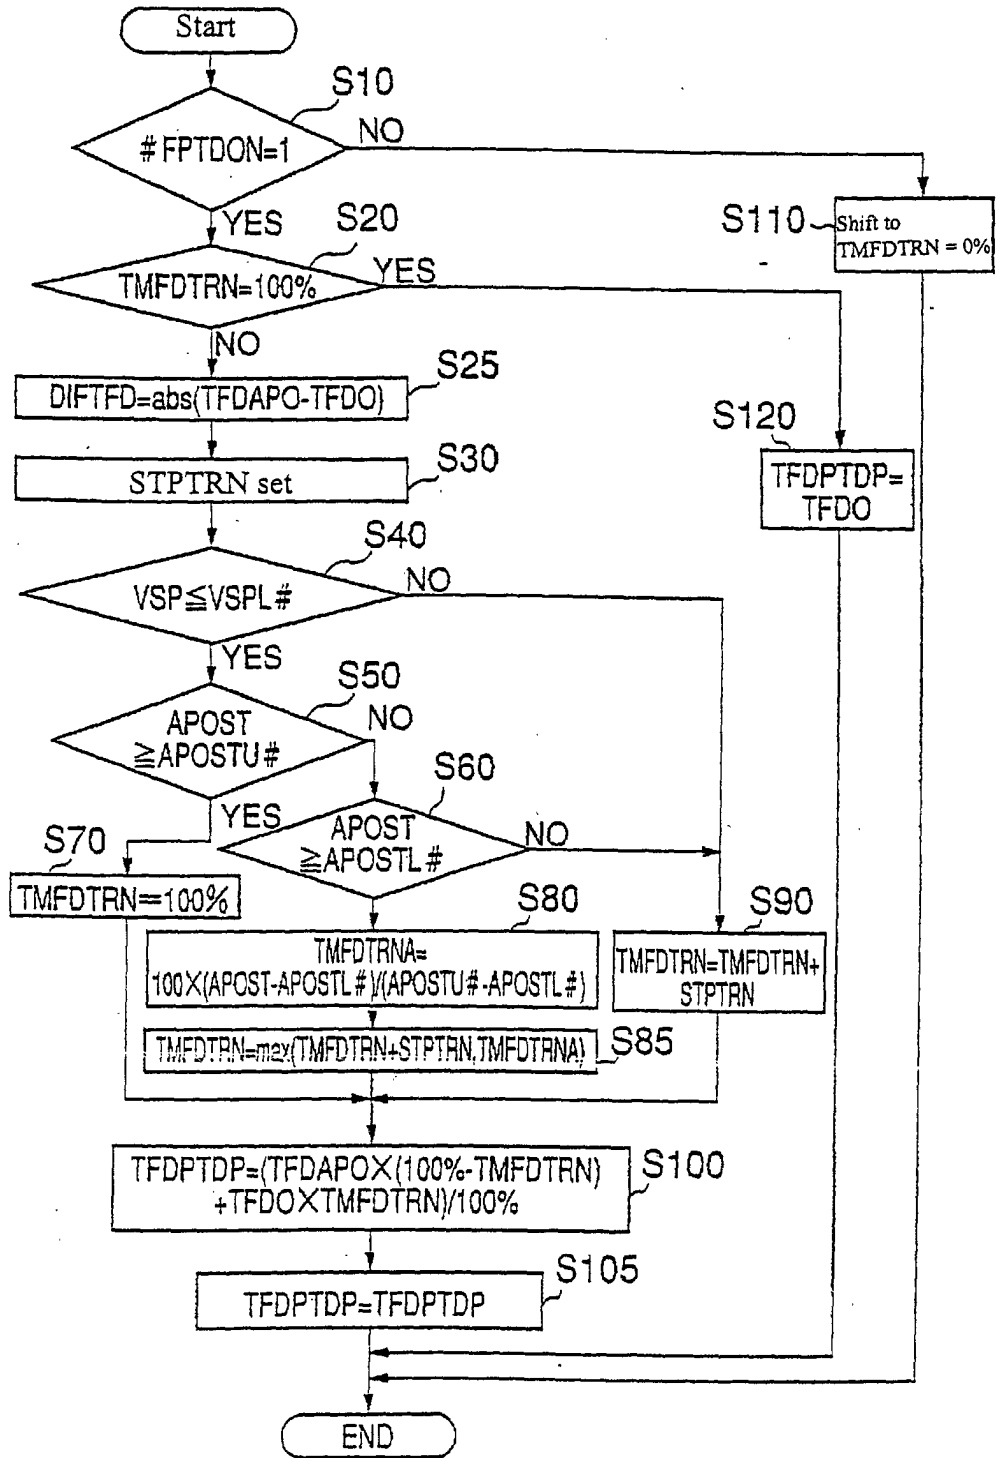 Start
S10
# FPTDON=1
NO
YES
S110
Shift to
TMFDTRN = 0%
S20
TMFDTRN=100%
YES
NO
S25
DIFTFD=abs(TFDAPO-TFDO)
S120
TFDPTDP=
TFDO
S30
STPTRN set
S40
VSP≦VSPL#
NO
YES
S50
APOST
≧APOSTU#
NO
YES
S60
APOST
≧APOSTL#
NO
S70
TMFDTRN=100%
S80
TMFDTRNA=
100×(APOST-APOSTL#)/(APOSTU#-APOSTL#)
S90
TMFDTRN=TMFDTRN+
STPTRN
TMFDTRN=max(TMFDTRN+STPTRN,TMFDTRNA)
S85
TFDPTDP=(TFDAPO×(100%-TMFDTRN)
+TFDO×TMFDTRN)/100%
S100
S105
TFDPTDP=TFDPTDP
END